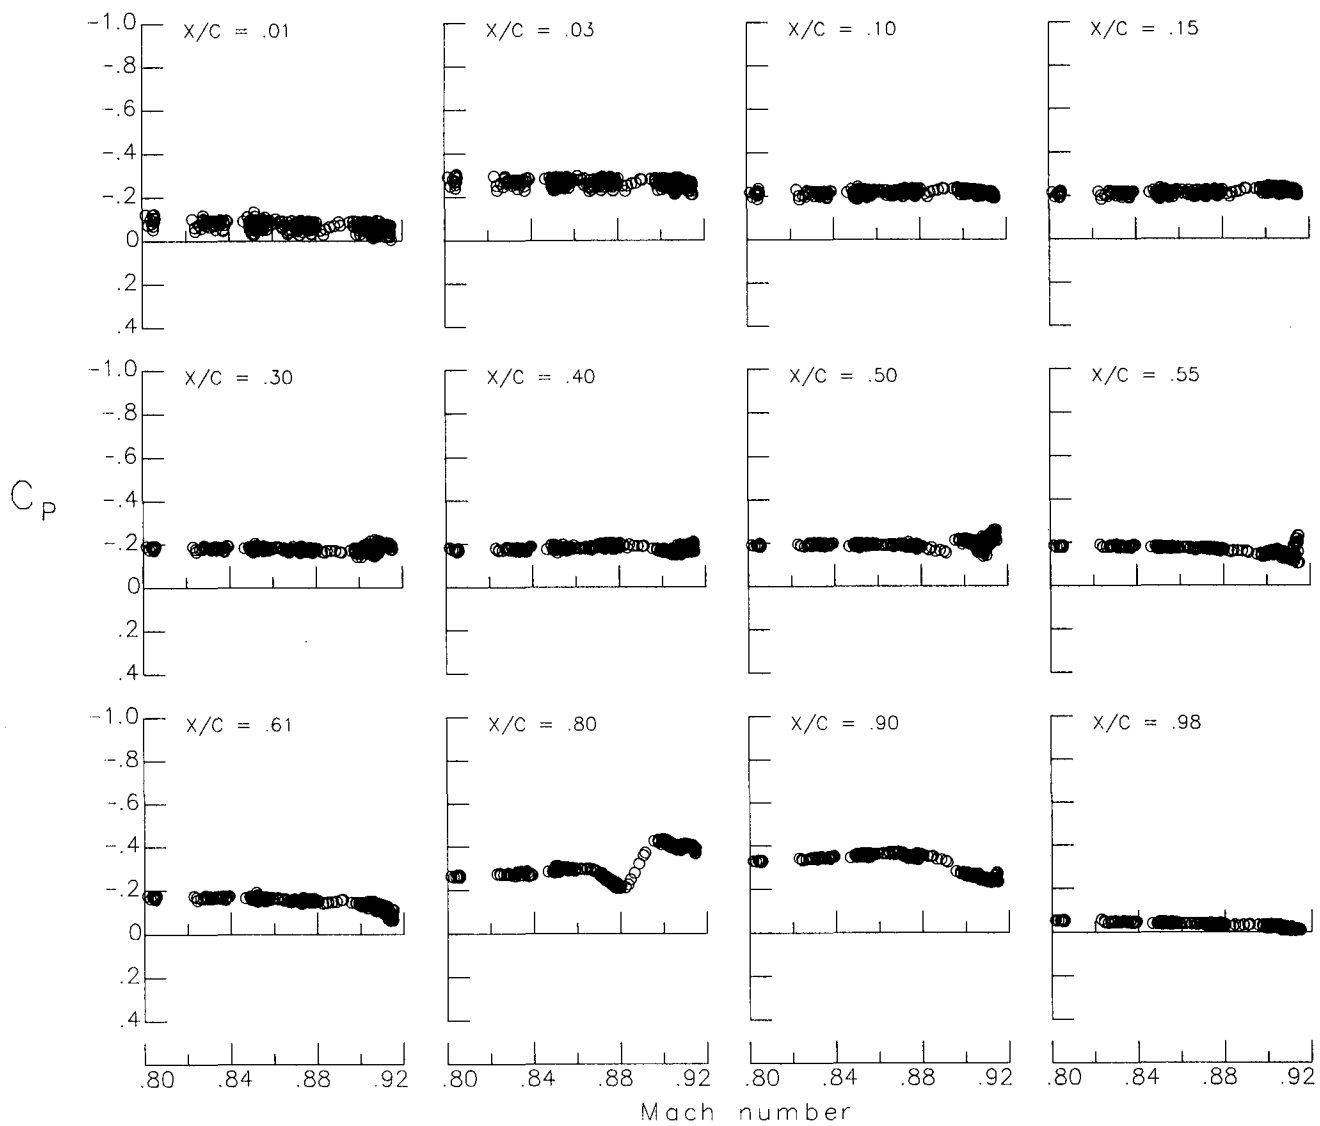 X/C = .01
X/C = .03
X/C = .10
X/C = .15
-1.0
-.8
-.6
-.4
-.2
0
.2
.4
X/C = .30
X/C = .40
X/C = .50
X/C = .55
-1.0
-.8
-.6
-.4
-.2
0
.2
.4
CP
X/C = .61
X/C = .80
X/C = .90
X/C = .98
-1.0
-.8
-.6
-.4
-.2
0
.2
.4
.80 .84 .88 .92 .80 .84 .88 .92 .80 .84 .88 .92 .80 .84 .88 .92
Mach number